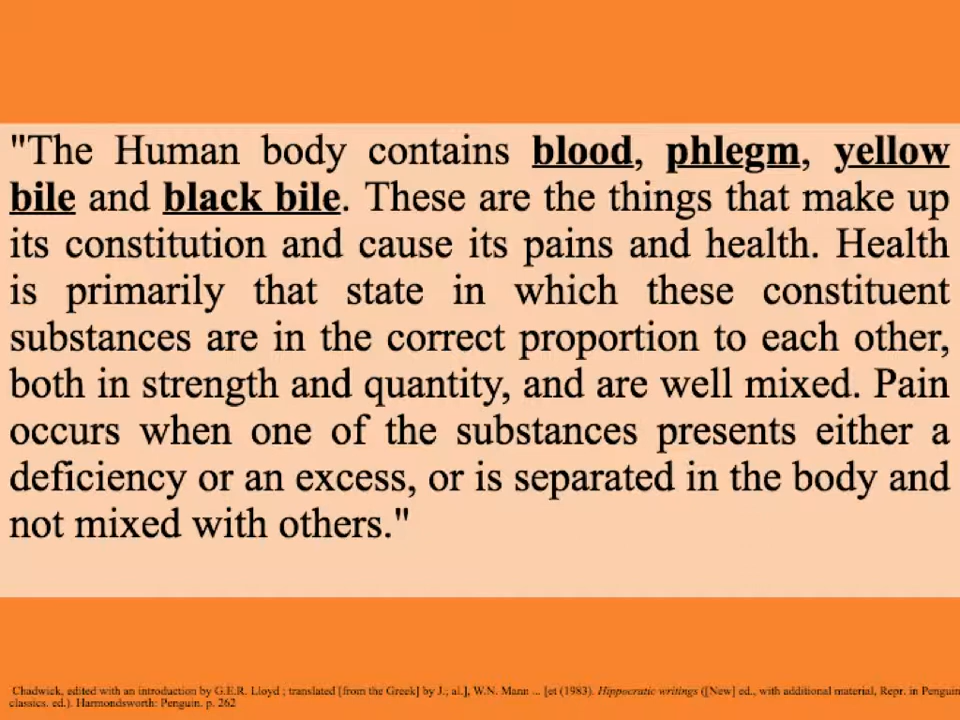 "The Human body contains blood, phlegm, yellow
bile and black bile. These are the things that make up
its constitution and cause its pains and health. Health
is primarily that state in which these constituent
substances are in the correct proportion to each other,
both in strength and quantity, and are well mixed. Pain
occurs when one of the substances presents either a
deficiency or an excess, or is separated in the body and
not mixed with others."
Chadwick, edited with an introduction by G.E.R. Lloyd ; translated [from the Greek] by J.; al.], W.N. Mann ... [et (1983). Hippocratic writings ([New] ed., with additional material, Repr. in Penguin
classics. ed.). Harmondsworth: Penguin. p. 262